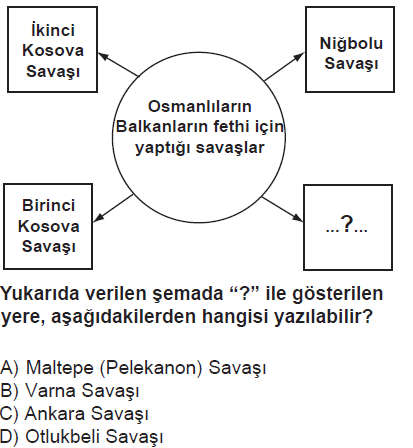 İkinci
Kosova
Savaşı
Niğbolu
Savaşı
Osmanlıların
Balkanların fethi için
yaptığı savaşlar
Birinci
Kosova
Savaşı
...?...
Yukarıda verilen şemada “?” ile gösterilen
yere, aşağıdakilerden hangisi yazılabilir?
A) Maltepe (Pelekanon) Savaşı
B) Varna Savaşı
C) Ankara Savaşı
D) Otlukbeli Savaşı